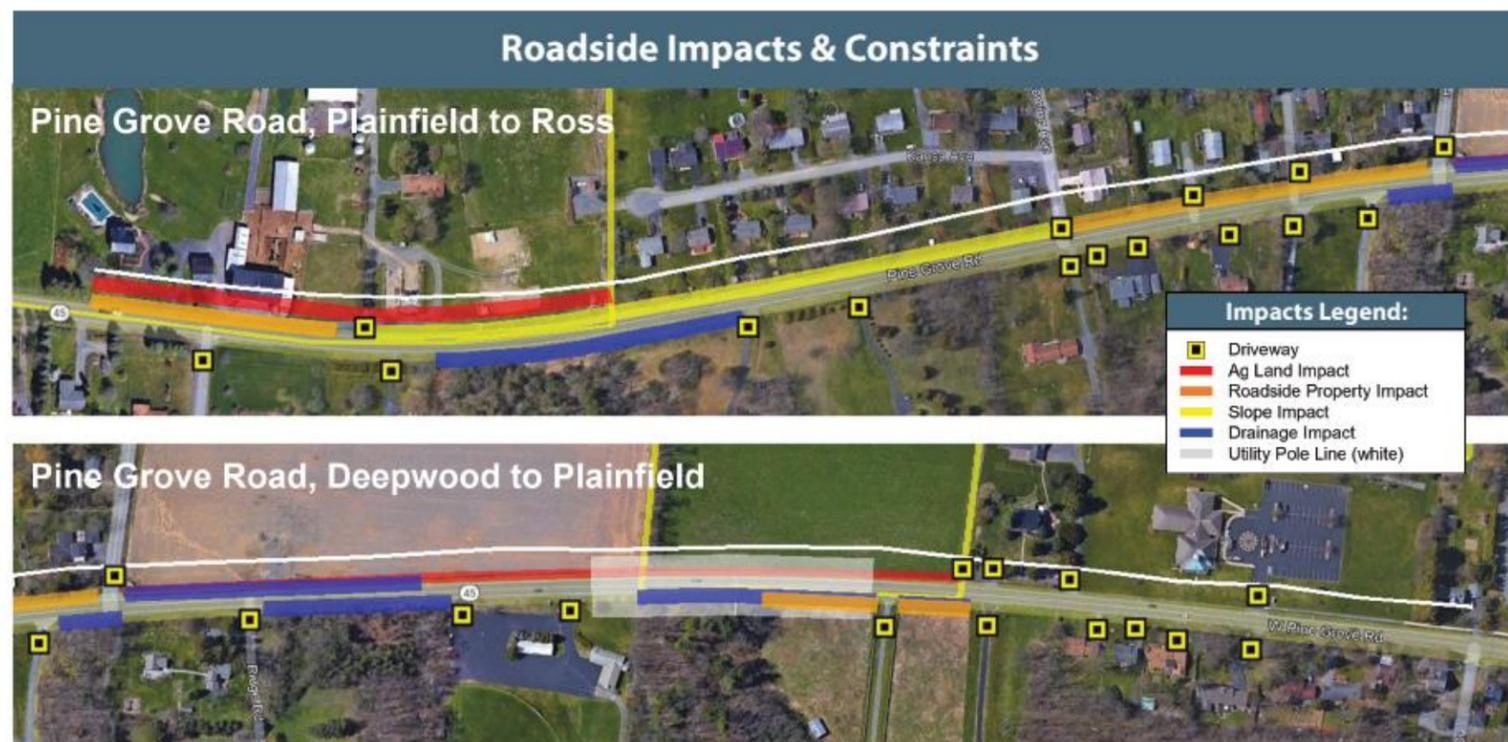 Roadside Impacts & Constraints
Pine Grove Road, Plainfield to Ross
Pine Grove Rd
45
Impacts Legend:
Driveway
Ag Land Impact
Roadside Property Impact
Slope Impact
Drainage Impact
Utility Pole Line (white)
Pine Grove Road, Deepwood to Plainfield
45
W Pine Grove Rd